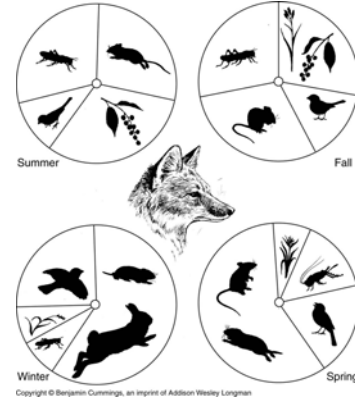 Summer
Fall
Winter
Spring
Copyright © Benjamin Cummings, an imprint of Addison Wesley Longman